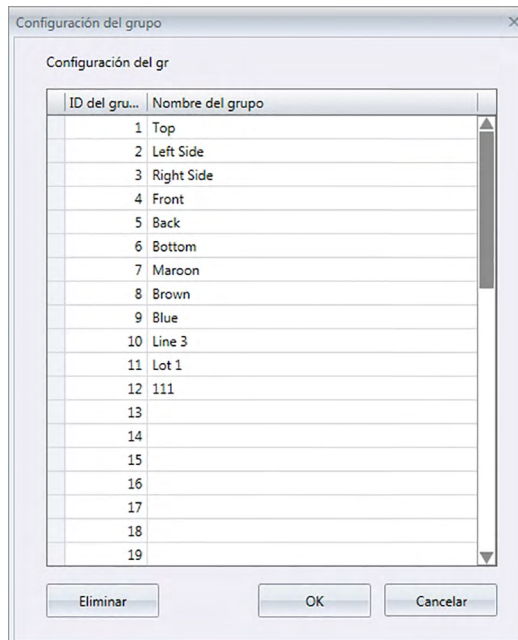 Configuración del grupo
Configuración del gr
ID del gru... Nombre del grupo
1 Top
2 Left Side
3 Right Side
4 Front
5 Back
6 Bottom
7 Maroon
8 Brown
9 Blue
10 Line 3
11 Lot 1
12 111
13
14
15
16
17
18
19
Eliminar OK Cancelar